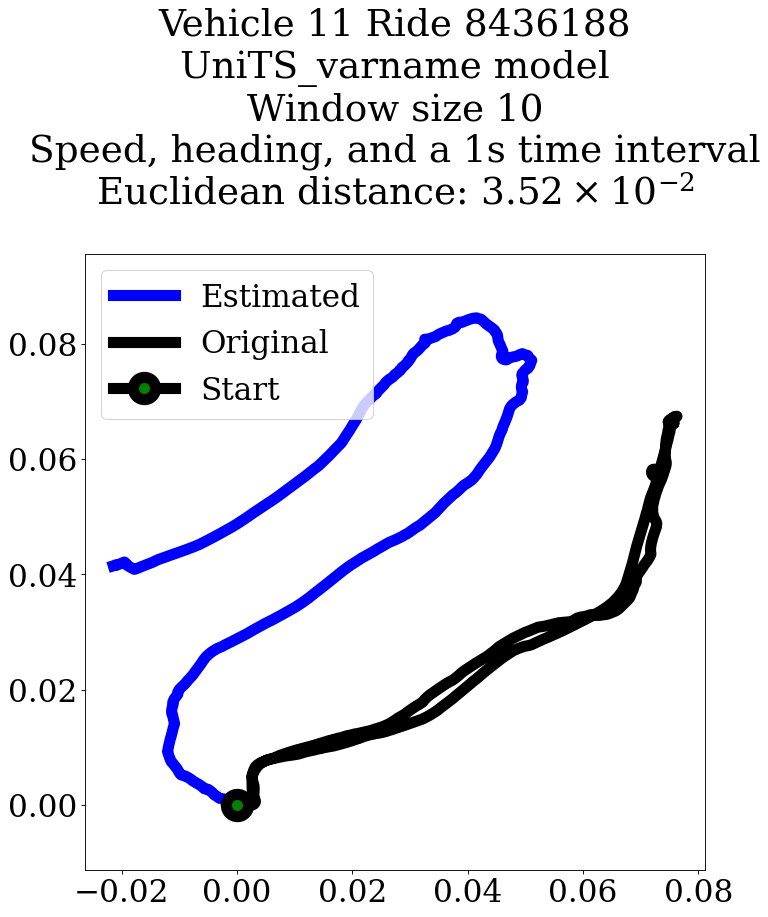 Vehicle 11 Ride 8436188
UniTS_varname model
Window size 10
Speed, heading, and a 1s time interval
Euclidean distance: 3.52 × 10⁻²
Estimated
Original
Start
0.08
0.06
0.04
0.02
0.00
−0.02 0.00 0.02 0.04 0.06 0.08